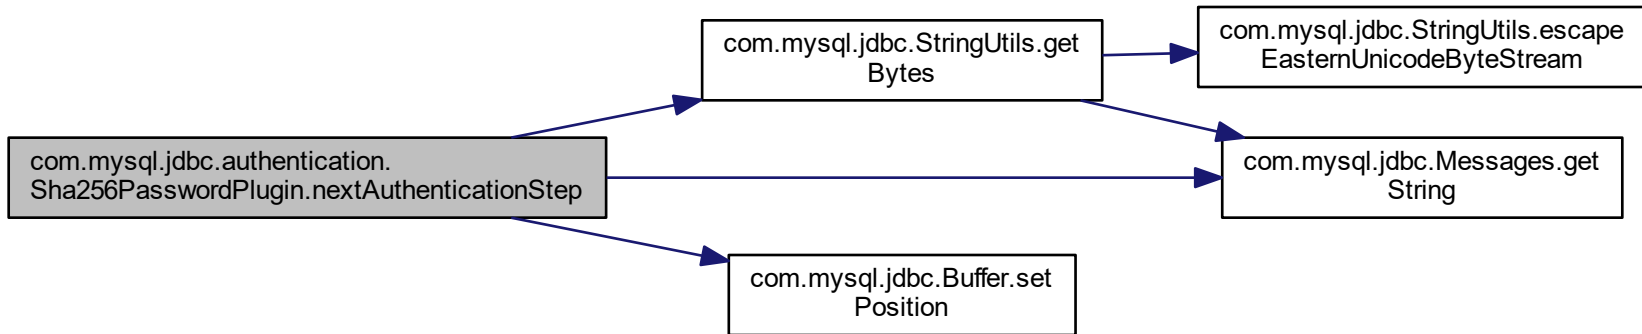 com.mysql.jdbc.authentication.
Sha256PasswordPlugin.nextAuthenticationStep
com.mysql.jdbc.StringUtils.get
Bytes
com.mysql.jdbc.StringUtils.escape
EasternUnicodeByteStream
com.mysql.jdbc.Messages.get
String
com.mysql.jdbc.Buffer.set
Position